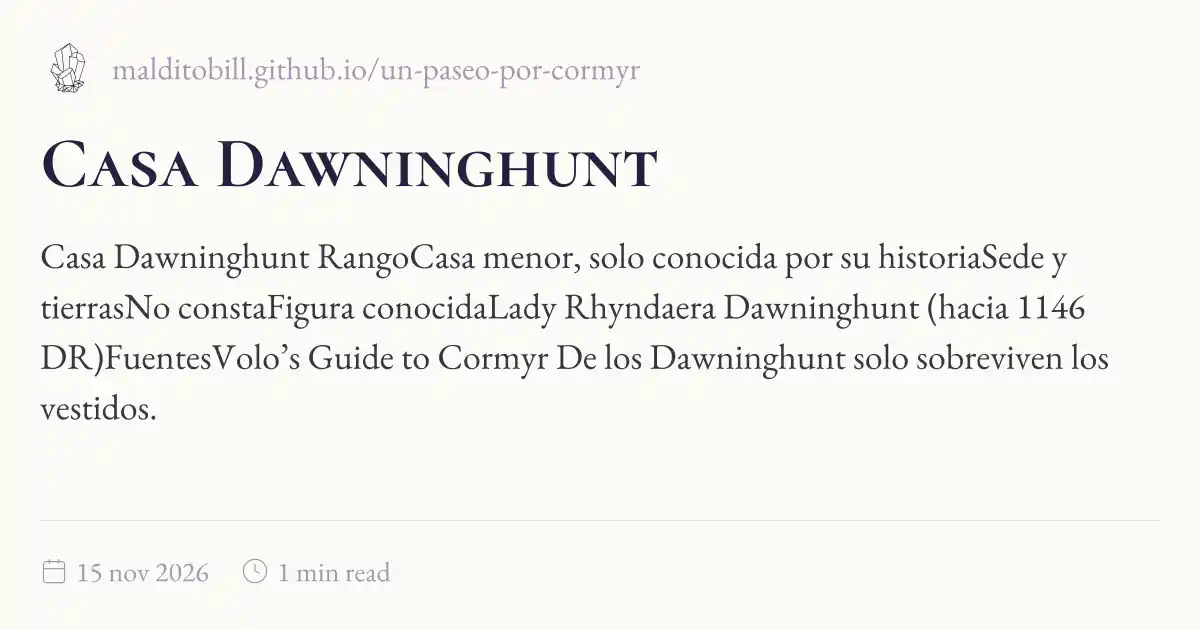 malditobill.github.io/un-paseo-por-cormyr
Casa Dawninghunt
Casa Dawninghunt RangoCasa menor, solo conocida por su historiaSede y
tierrasNo constaFigura conocidaLady Rhyndaera Dawninghunt (hacia 1146
DR)FuentesVolo’s Guide to Cormyr De los Dawninghunt solo sobreviven los
vestidos.
15 nov 2026 1 min read